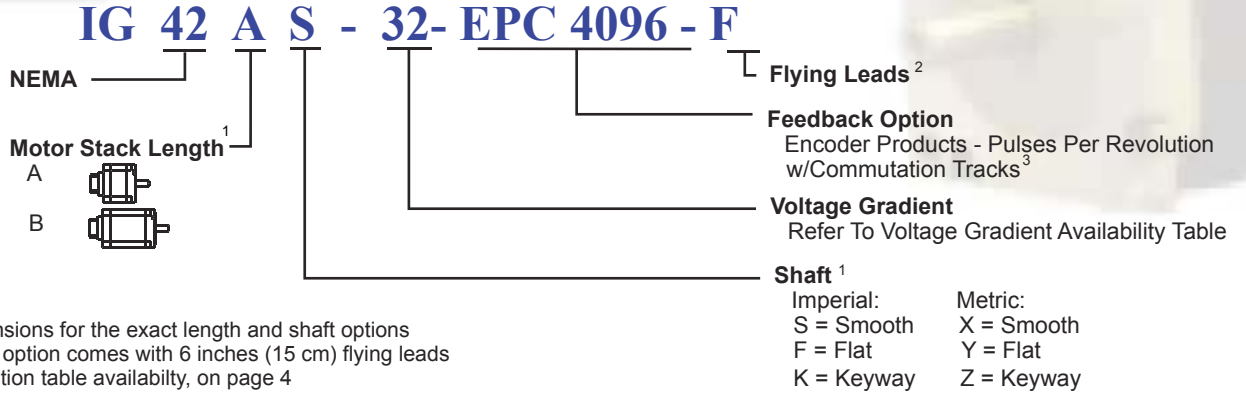 IG 42 A S - 32- EPC 4096 - F
NEMA
Flying Leads 2
Motor Stack Length 1
A
B
Feedback Option
Encoder Products - Pulses Per Revolution
w/Commutation Tracks 3
Voltage Gradient
Refer To Voltage Gradient Availability Table
Shaft 1
Imperial: Metric:
S = Smooth X = Smooth
F = Flat Y = Flat
K = Keyway Z = Keyway
for the exact length and shaft options
option comes with 6 inches (15 cm) flying leads
table availabilty, on page 4